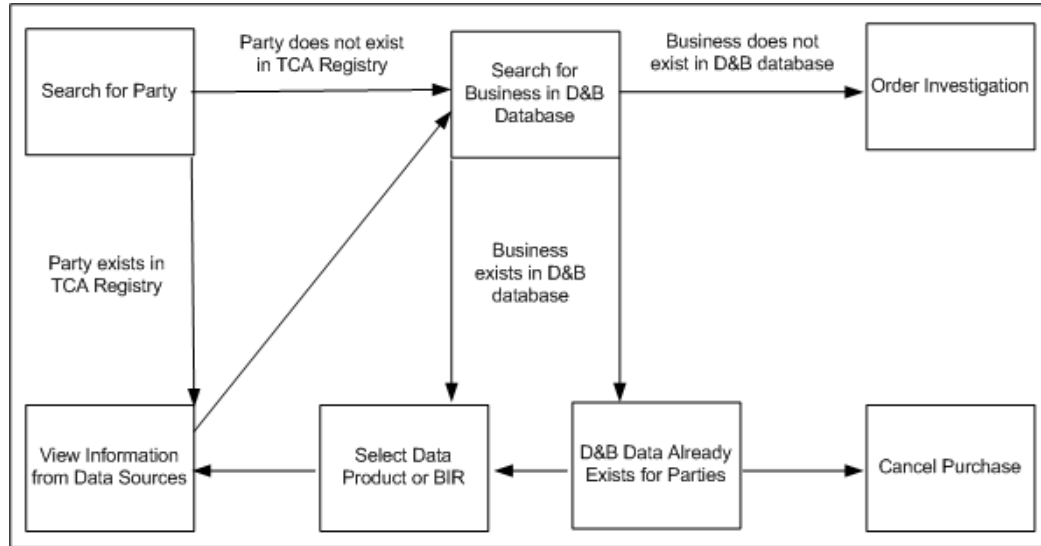 Search for Party
Party does not exist
in TCA Registry
Search for
Business in D&B
Database
Business does not
exist in D&B database
Order Investigation
Party exists in
TCA Registry
Business
exists in D&B
database
View Information
from Data Sources
Select Data
Product or BIR
D&B Data Already
Exists for Parties
Cancel Purchase